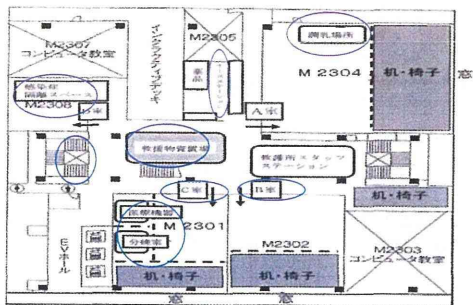 M2307
コンピュータ教室
感染症
隔離スペース
M2308
D室
インタラクティブデッキ
M2305
薬品
M 2304
授乳場所
机・椅子
窓
A室
救援物資置場
救護所スタッフ
ステーション
C室
B室
医療機器
M 2301
分娩室
EVホール
机・椅子
M2302
机・椅子
机・椅子
M2303
コンピュータ教室
窓
窓